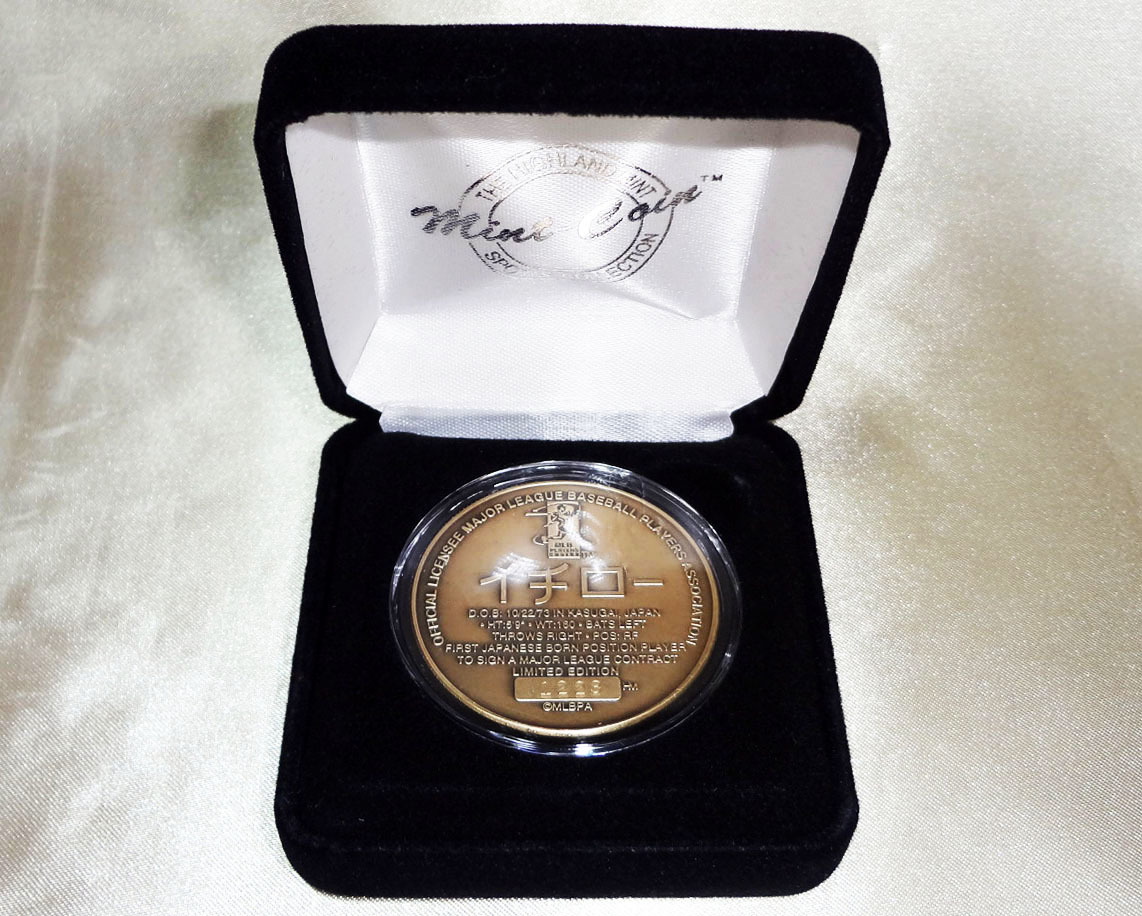 THE HIGHLAND MINT
Mint Coin™
OFFICIAL LICENSEE MAJOR LEAGUE BASEBALL PLAYERS ASSOCIATION
イチロー
D.O.B: 10/22/73 IN KASUGAI, JAPAN
• HT:5'9" • WT:160 • BATS LEFT
THROWS RIGHT • POS: RF
FIRST JAPANESE BORN POSITION PLAYER
TO SIGN A MAJOR LEAGUE CONTRACT
LIMITED EDITION
HM
©MLBPA